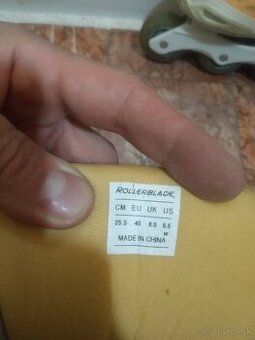 ROLLERBLADE
CM EU UK US
25.5 40 6.5 8.5
W
MADE IN CHINA